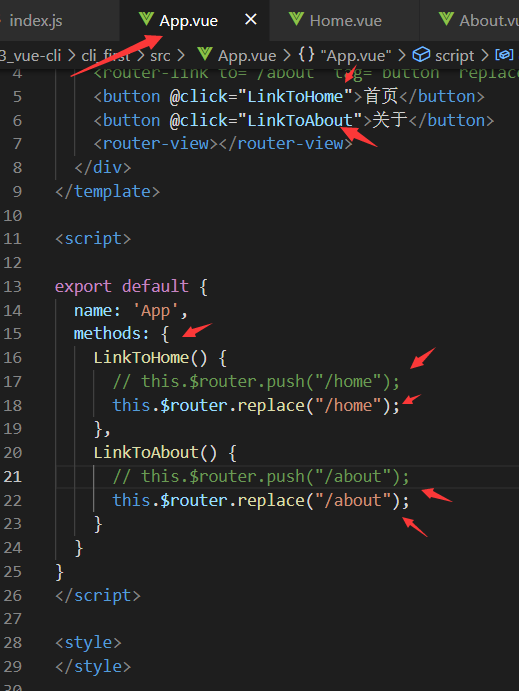 index.js App.vue × Home.vue About.vu
3_vue-cli > cli_first > src > App.vue > {} "App.vue" > script >
4 <router-link to="/about" tag="button" replace
5 <button @click="LinkToHome">首页</button>
6 <button @click="LinkToAbout">关于</button>
7 <router-view></router-view>
8 </div>
9 </template>
10
11 <script>
12
13 export default {
14 name: 'App',
15 methods: {
16 LinkToHome() {
17 // this.$router.push("/home");
18 this.$router.replace("/home");
19 },
20 LinkToAbout() {
21 // this.$router.push("/about");
22 this.$router.replace("/about");
23 }
24 }
25 }
26 </script>
27
28 <style>
29 </style>
30